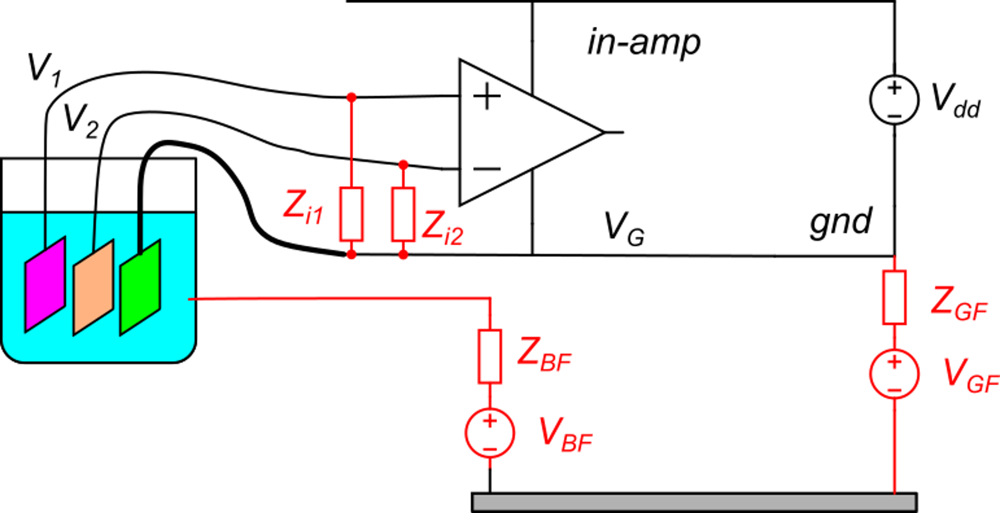 in-amp
V1
V2
Vdd
+
−
+
−
Zi1
Zi2
VG
gnd
ZGF
ZBF
VGF
+
−
VBF
+
−